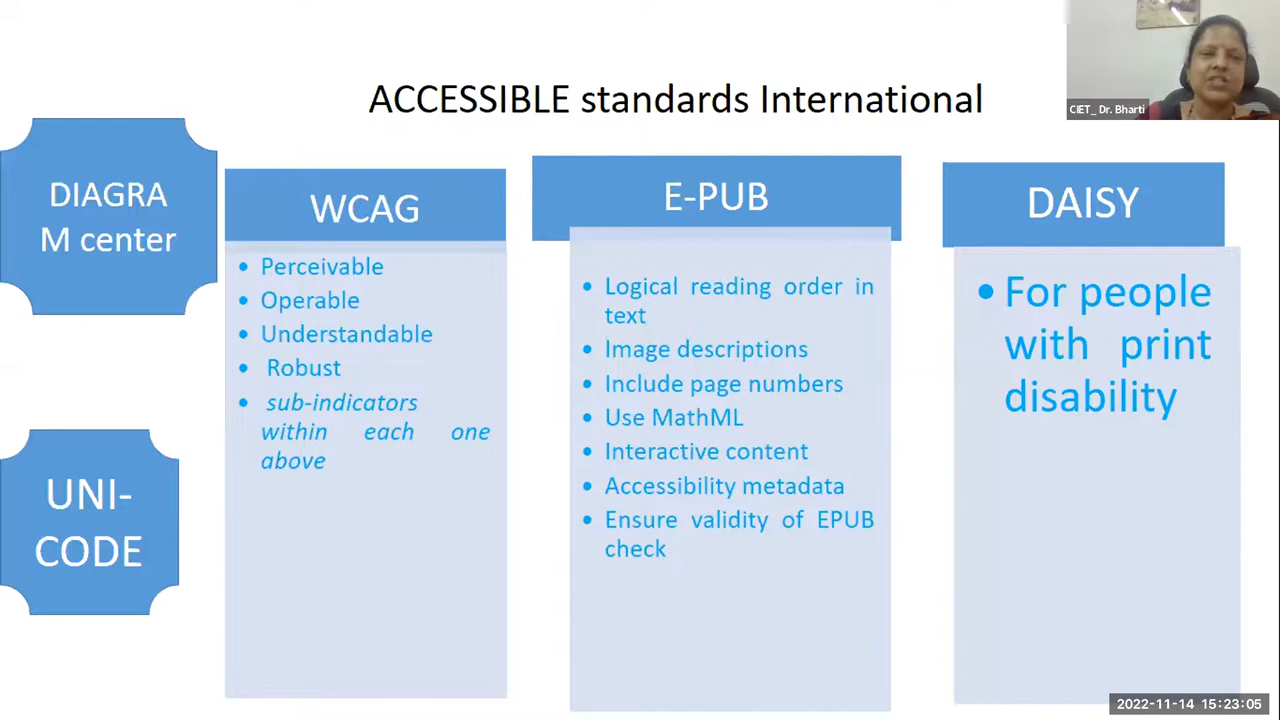 ACCESSIBLE standards International
CIET_ Dr. Bharti
DIAGRA
M center
UNI-
CODE
WCAG
• Perceivable
• Operable
• Understandable
• Robust
• sub-indicators
within each one
above
E-PUB
• Logical reading order in
text
• Image descriptions
• Include page numbers
• Use MathML
• Interactive content
• Accessibility metadata
• Ensure validity of EPUB
check
DAISY
• For people
with print
disability
2022-11-14 15:23:05